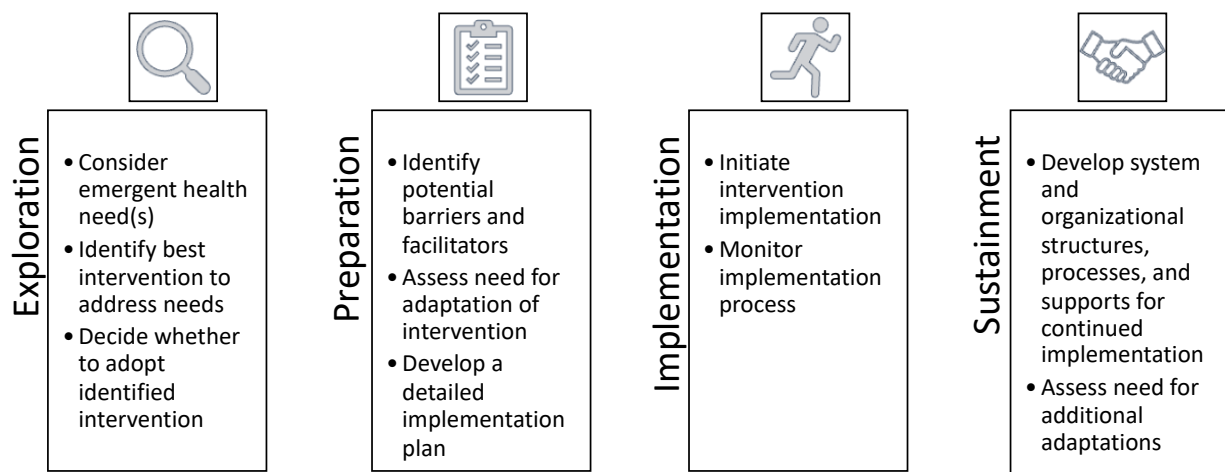 Exploration
• Consider
emergent health
need(s)
• Identify best
intervention to
address needs
• Decide whether
to adopt
identified
intervention
Preparation
• Identify
potential
barriers and
facilitators
• Assess need for
adaptation of
intervention
• Develop a
detailed
implementation
plan
Implementation
• Initiate
intervention
implementation
• Monitor
implementation
process
Sustainment
• Develop system
and
organizational
structures,
processes, and
supports for
continued
implementation
• Assess need for
additional
adaptations